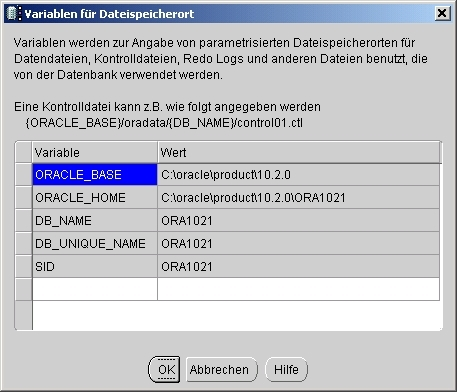 Variablen für Dateispeicherort
Variablen werden zur Angabe von parametrisierten Dateispeicherorten für
Datendateien, Kontrolldateien, Redo Logs und anderen Dateien benutzt, die
von der Datenbank verwendet werden.
Eine Kontrolldatei kann z.B. wie folgt angegeben werden
{ORACLE_BASE}/oradata/{DB_NAME}/control01.ctl
Variable Wert
ORACLE_BASE C:\oracle\product\10.2.0
ORACLE_HOME C:\oracle\product\10.2.0\ORA1021
DB_NAME ORA1021
DB_UNIQUE_NAME ORA1021
SID ORA1021
OK Abbrechen Hilfe